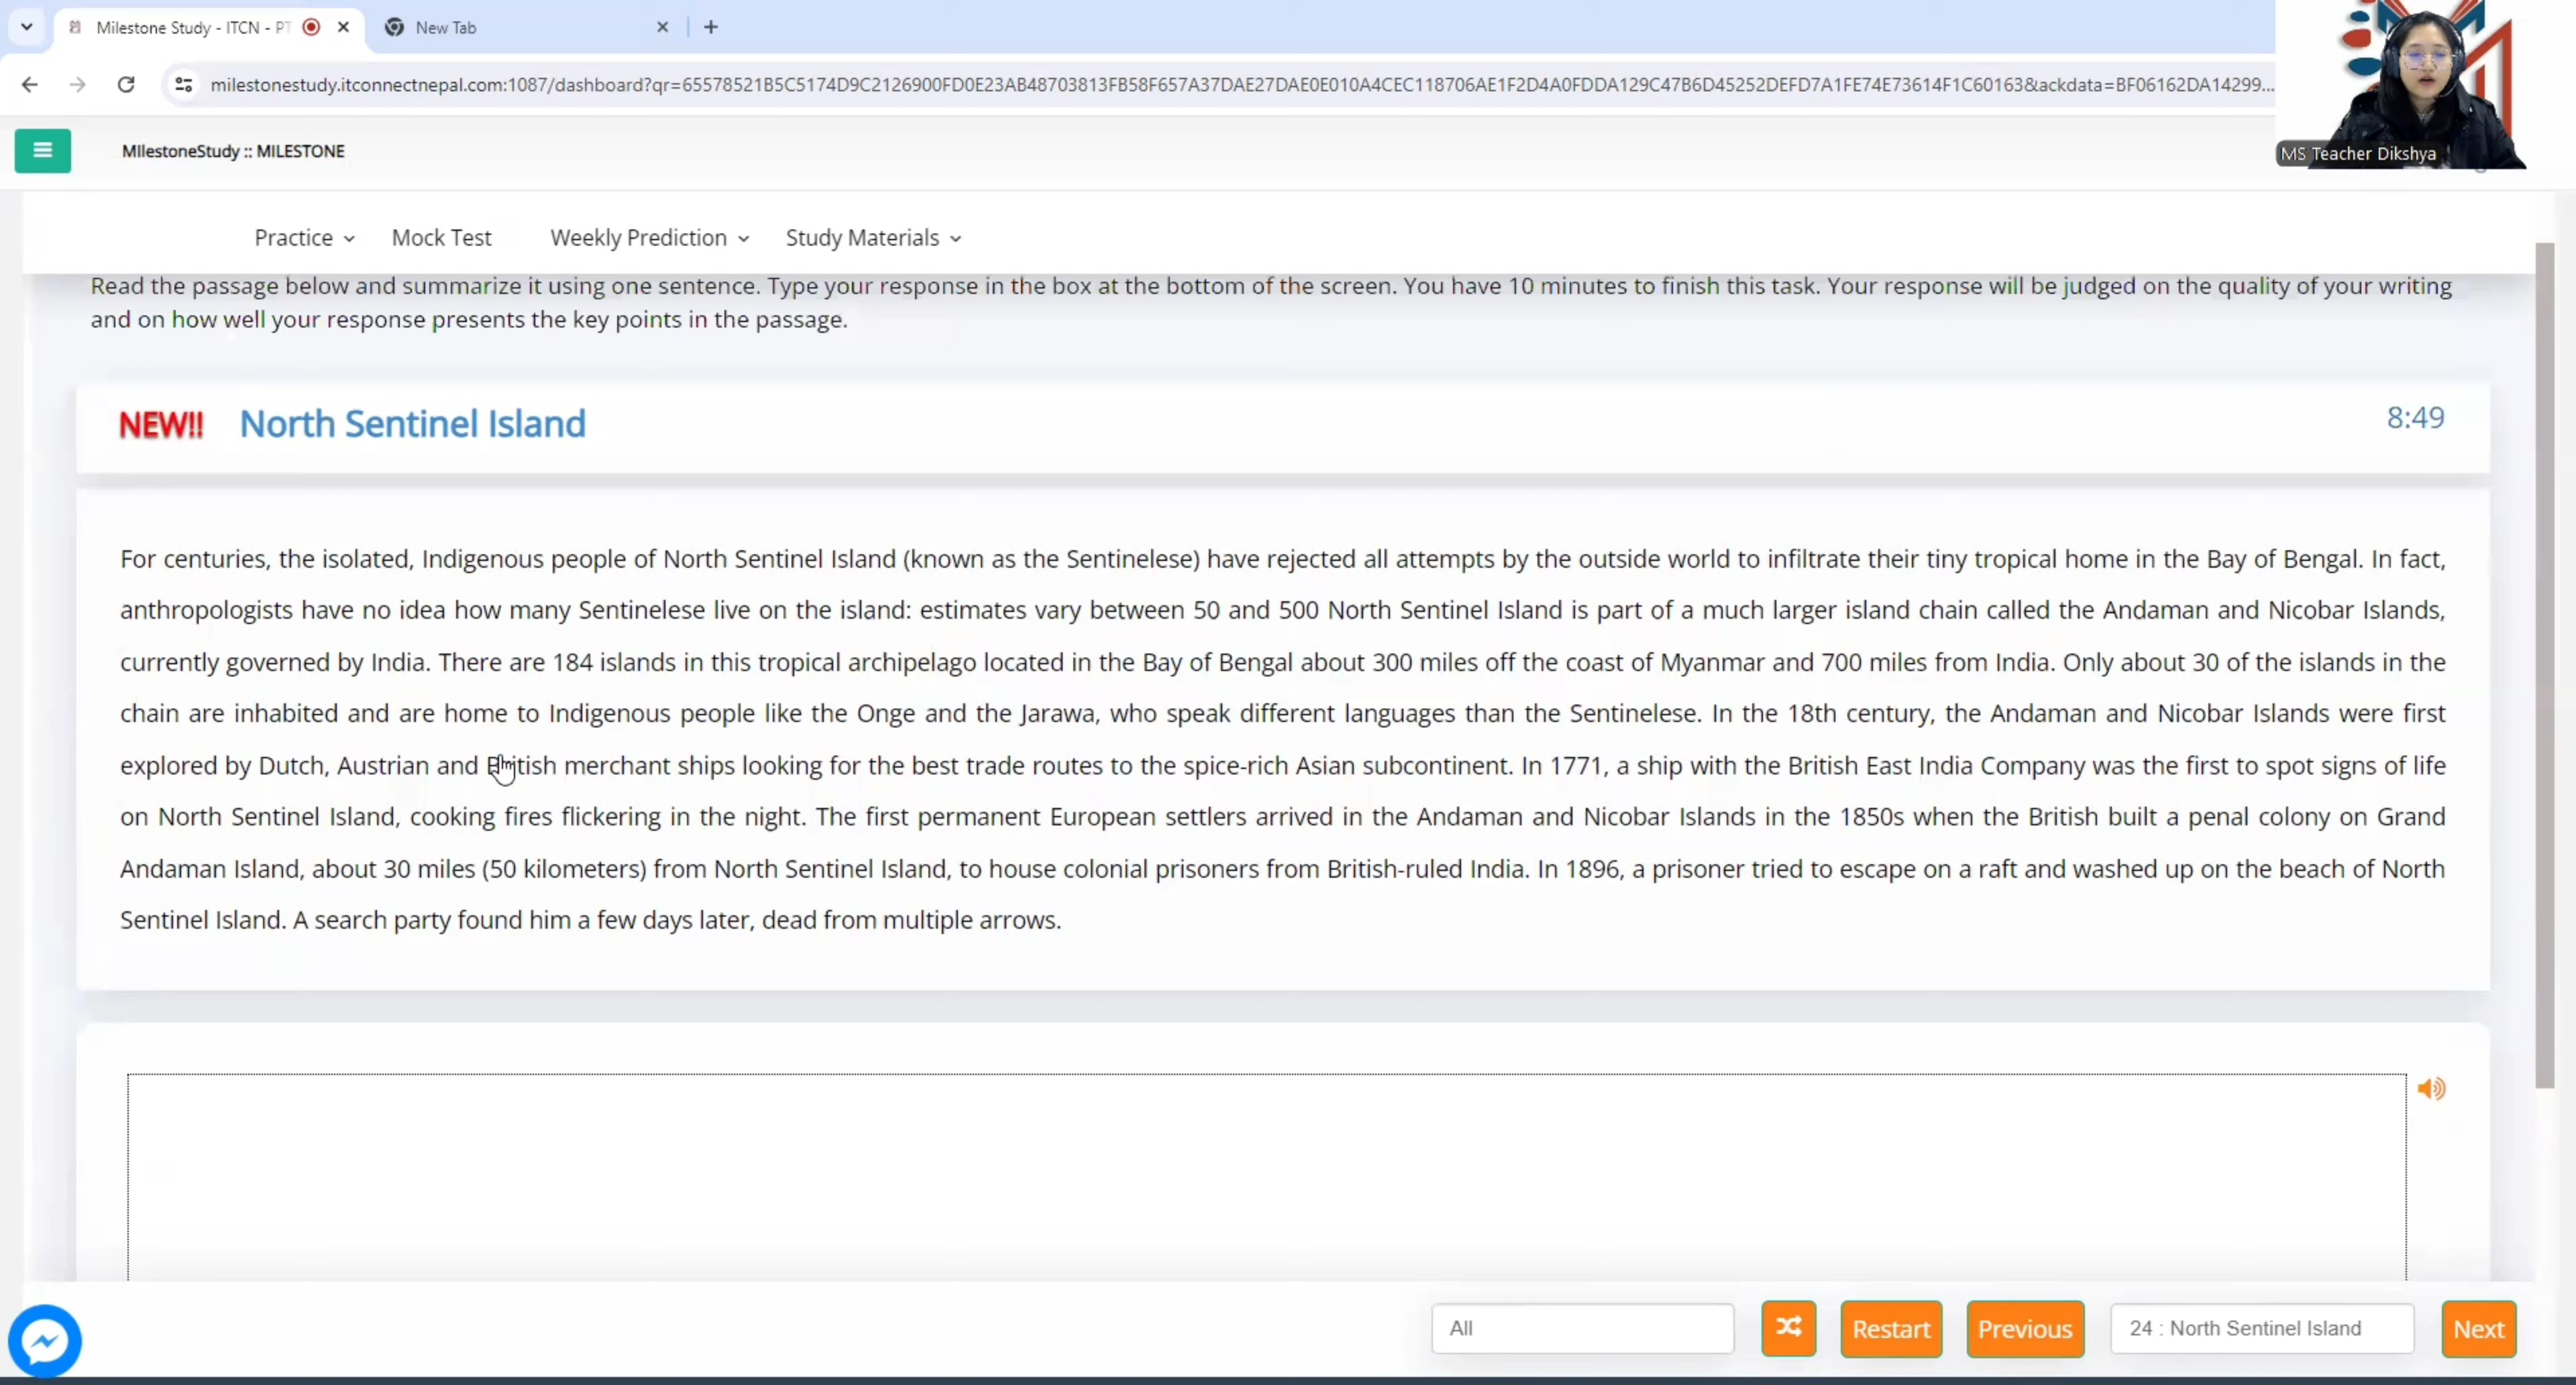 Milestone Study - ITCN - PT
New Tab
milestonestudy.itconnectnepal.com:1087/dashboard?qr=65578521B5C5174D9C2126900FD0E23AB48703813FB58F657A37DAE27DAE0E010A4CEC118706AE1F2D4A0FDDA129C47B6D45252DEFD7A1FE74E73614F1C60163&ackdata=BF06162DA14299...
MIlestoneStudy :: MILESTONE
MS Teacher Dikshya
Practice
Mock Test
Weekly Prediction
Study Materials
Read the passage below and summarize it using one sentence. Type your response in the box at the bottom of the screen. You have 10 minutes to finish this task. Your response will be judged on the quality of your writing
and on how well your response presents the key points in the passage.
NEW!! North Sentinel Island
8:49
For centuries, the isolated, Indigenous people of North Sentinel Island (known as the Sentinelese) have rejected all attempts by the outside world to infiltrate their tiny tropical home in the Bay of Bengal. In fact,
anthropologists have no idea how many Sentinelese live on the island: estimates vary between 50 and 500 North Sentinel Island is part of a much larger island chain called the Andaman and Nicobar Islands,
currently governed by India. There are 184 islands in this tropical archipelago located in the Bay of Bengal about 300 miles off the coast of Myanmar and 700 miles from India. Only about 30 of the islands in the
chain are inhabited and are home to Indigenous people like the Onge and the Jarawa, who speak different languages than the Sentinelese. In the 18th century, the Andaman and Nicobar Islands were first
explored by Dutch, Austrian and British merchant ships looking for the best trade routes to the spice-rich Asian subcontinent. In 1771, a ship with the British East India Company was the first to spot signs of life
on North Sentinel Island, cooking fires flickering in the night. The first permanent European settlers arrived in the Andaman and Nicobar Islands in the 1850s when the British built a penal colony on Grand
Andaman Island, about 30 miles (50 kilometers) from North Sentinel Island, to house colonial prisoners from British-ruled India. In 1896, a prisoner tried to escape on a raft and washed up on the beach of North
Sentinel Island. A search party found him a few days later, dead from multiple arrows.
All
Restart
Previous
24 : North Sentinel Island
Next